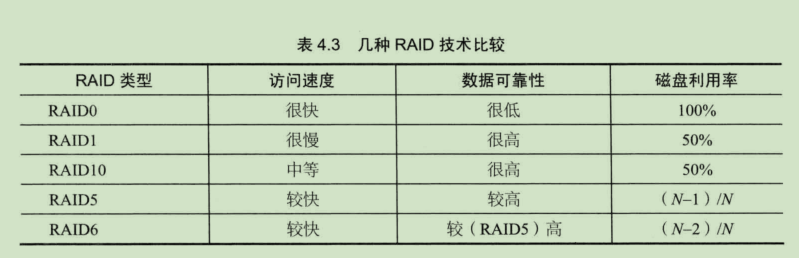 表 4.3 几种 RAID 技术比较
RAID 类型 访问速度 数据可靠性 磁盘利用率
RAID0 很快 很低 100%
RAID1 很慢 很高 50%
RAID10 中等 很高 50%
RAID5 较快 较高 (N–1)/N
RAID6 较快 较(RAID5)高 (N–2)/N